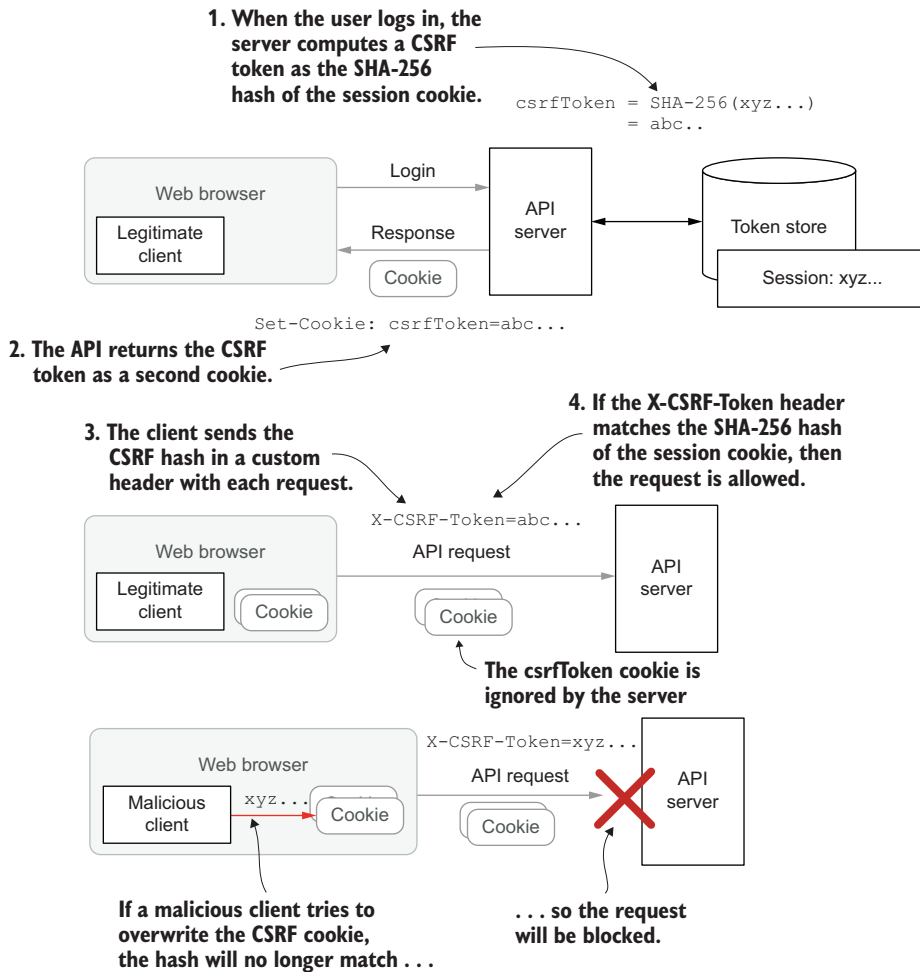 1. When the user logs in, the
server computes a CSRF
token as the SHA-256
hash of the session cookie.
csrfToken = SHA-256(xyz...)
= abc..
Web browser
Legitimate
client
Login
Response
Cookie
API
server
Token store
Session: xyz...
Set-Cookie: csrfToken=abc...
2. The API returns the CSRF
token as a second cookie.
3. The client sends the
CSRF hash in a custom
header with each request.
4. If the X-CSRF-Token header
matches the SHA-256 hash
of the session cookie, then
the request is allowed.
X-CSRF-Token=abc...
Web browser
Legitimate
client
Cookie
API request
Cookie
API
server
The csrfToken cookie is
ignored by the server
X-CSRF-Token=xyz...
Web browser
Malicious
client
xyz...
Cookie
API request
Cookie
API
server
If a malicious client tries to
overwrite the CSRF cookie,
the hash will no longer match . . .
. . . so the request
will be blocked.